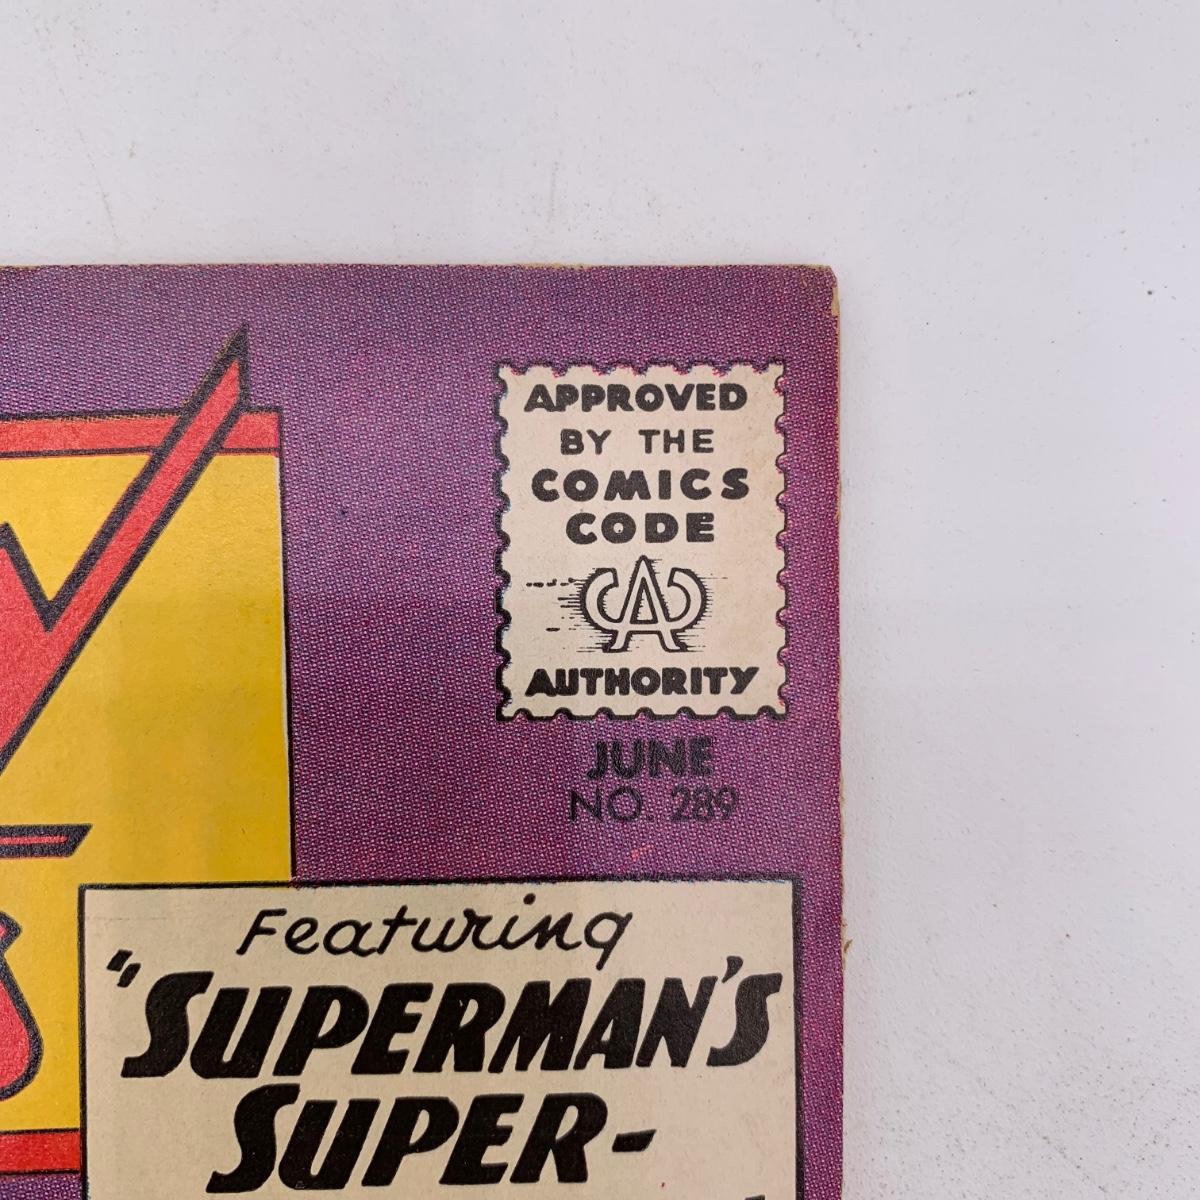 APPROVED
BY THE
COMICS
CODE
CA
AUTHORITY
JUNE
NO. 289
Featuring
"SUPERMAN'S
SUPER-